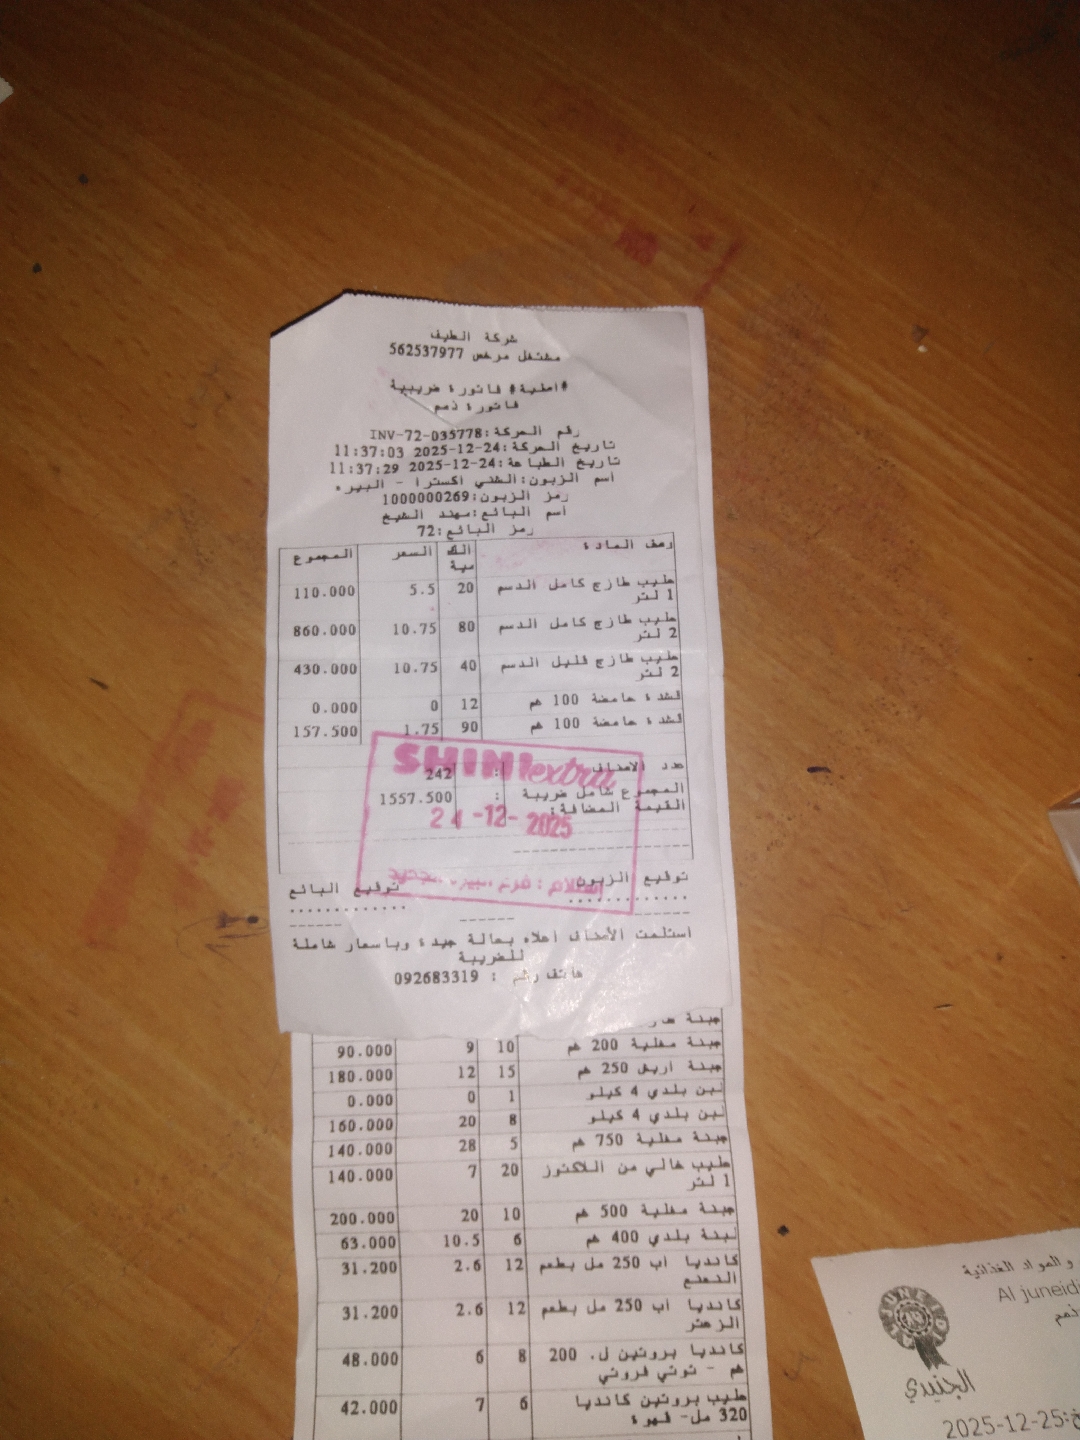 شركة الطيف
مشتغل مرخص 562537977
#اصلية# فاتورة ضريبية
فاتورة ذمم
رقم الحركة:INV-72-035778
تاريخ الحركة:24-12-2025 11:37:03
تاريخ الطباعة:24-12-2025 11:37:29
اسم الزبون:الشني اكسترا - البيره
رمز الزبون:1000000269
اسم البائع:مهند الشيخ
رمز البائع:72
وصف المادة الكمية السعر المجموع
حليب طازج كامل الدسم 20 5.5 110.000
1 لتر
حليب طازج كامل الدسم 80 10.75 860.000
2 لتر
حليب طازج قليل الدسم 40 10.75 430.000
2 لتر
قشدة حامضة 100 غم 12 0 0.000
قشدة حامضة 100 غم 90 1.75 157.500
عدد الاصناف : 242
المجموع شامل ضريبة : 1557.500
القيمة المضافة:
SHINI extra
24-12-2025
توقيع الزبون توقيع البائع
استلمت الأصناف أعلاه بحالة جيدة وباسعار شاملة
للضريبة
هاتف رقم : 092683319
جبنة
جبنة مغلية 200 غم 10 9 90.000
جبنة 250 غم 15 12 180.000
لبن بلدي 4 كيلو 1 0 0.000
لبن بلدي 4 كيلو 8 20 160.000
جبنة مغلية 750 غم 5 28 140.000
حليب خالي من اللاكتوز 20 7 140.000
1 لتر
جبنة مغلية 500 غم 10 20 200.000
لبنة بلدي 400 غم 6 10.5 63.000
كانديا اب 250 مل بطعم 12 2.6 31.200
النعنع
كانديا اب 250 مل بطعم 12 2.6 31.200
الزعتر
كانديا بروتين ل. 200 8 6 48.000
غم - توتي فروتي
حليب بروتين كانديا 6 7 42.000
320 مل- قهوة
و المواد الغذائية
Al juneidi
ذمم
JUNEIDI
الجنيدي
2025-12-25